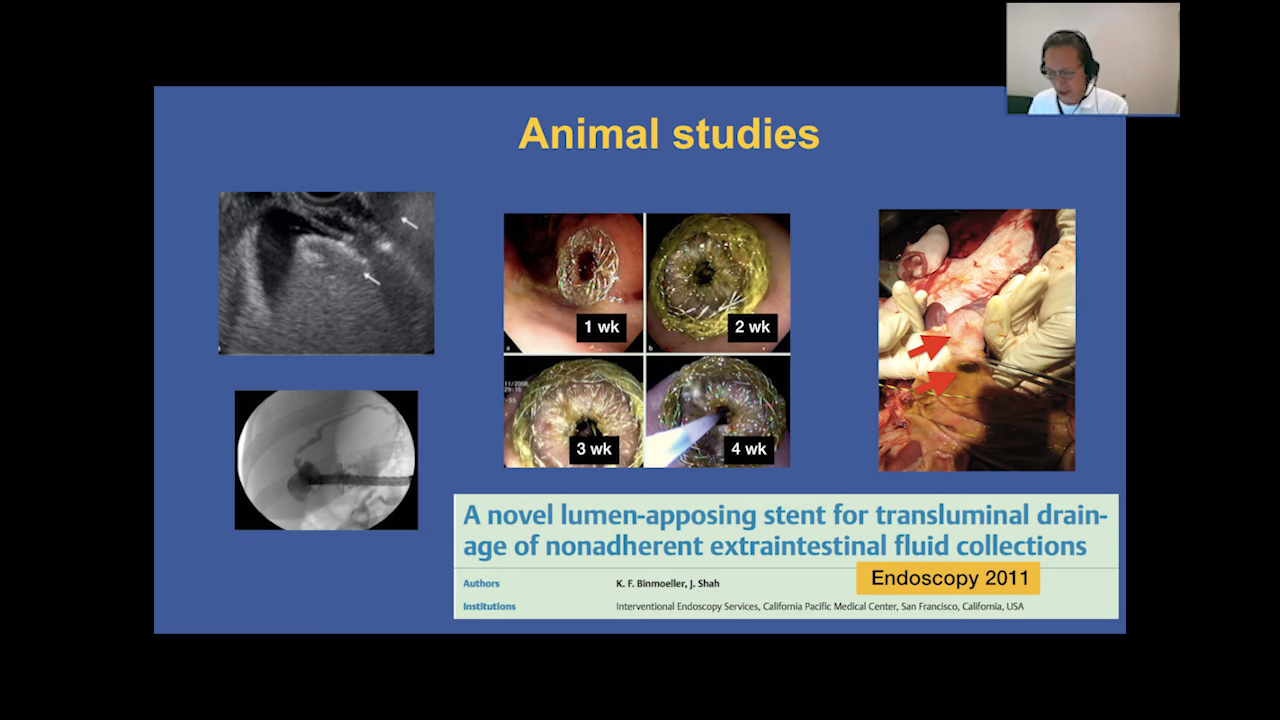 Animal studies
1 wk
2 wk
3 wk
4 wk
A novel lumen-apposing stent for transluminal drain-
age of nonadherent extraintestinal fluid collections
Endoscopy 2011
Authors K. F. Binmoeller, J. Shah
Institutions Interventional Endoscopy Services, California Pacific Medical Center, San Francisco, California, USA